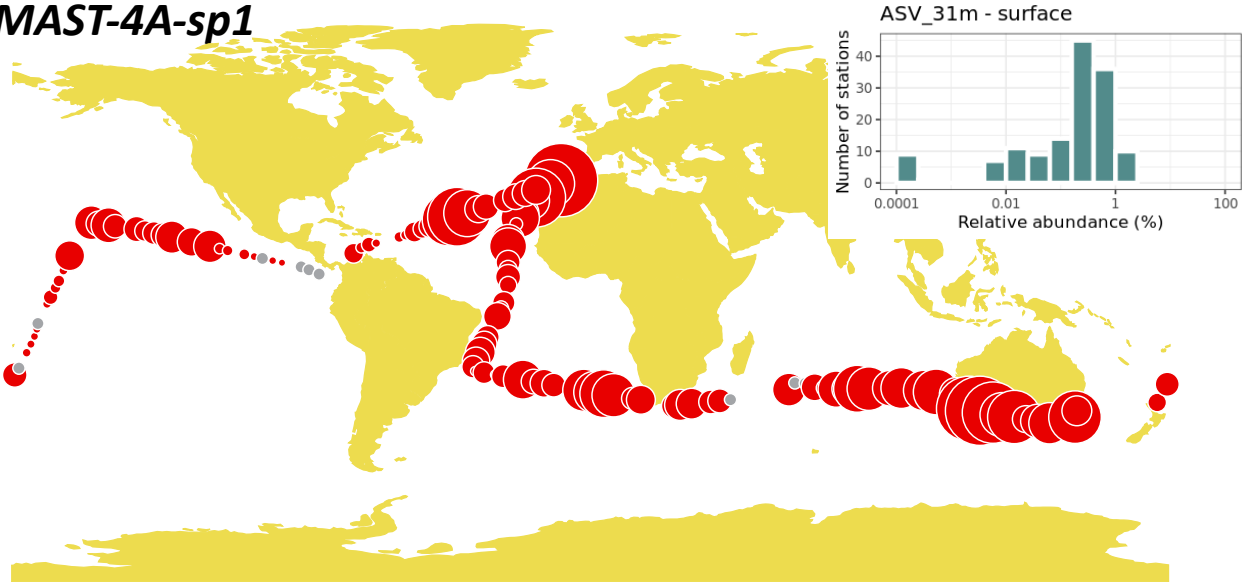 MAST-4A-sp1
ASV_31m - surface
Number of stations
40
30
20
10
0
0.0001
0.01
1
100
Relative abundance (%)